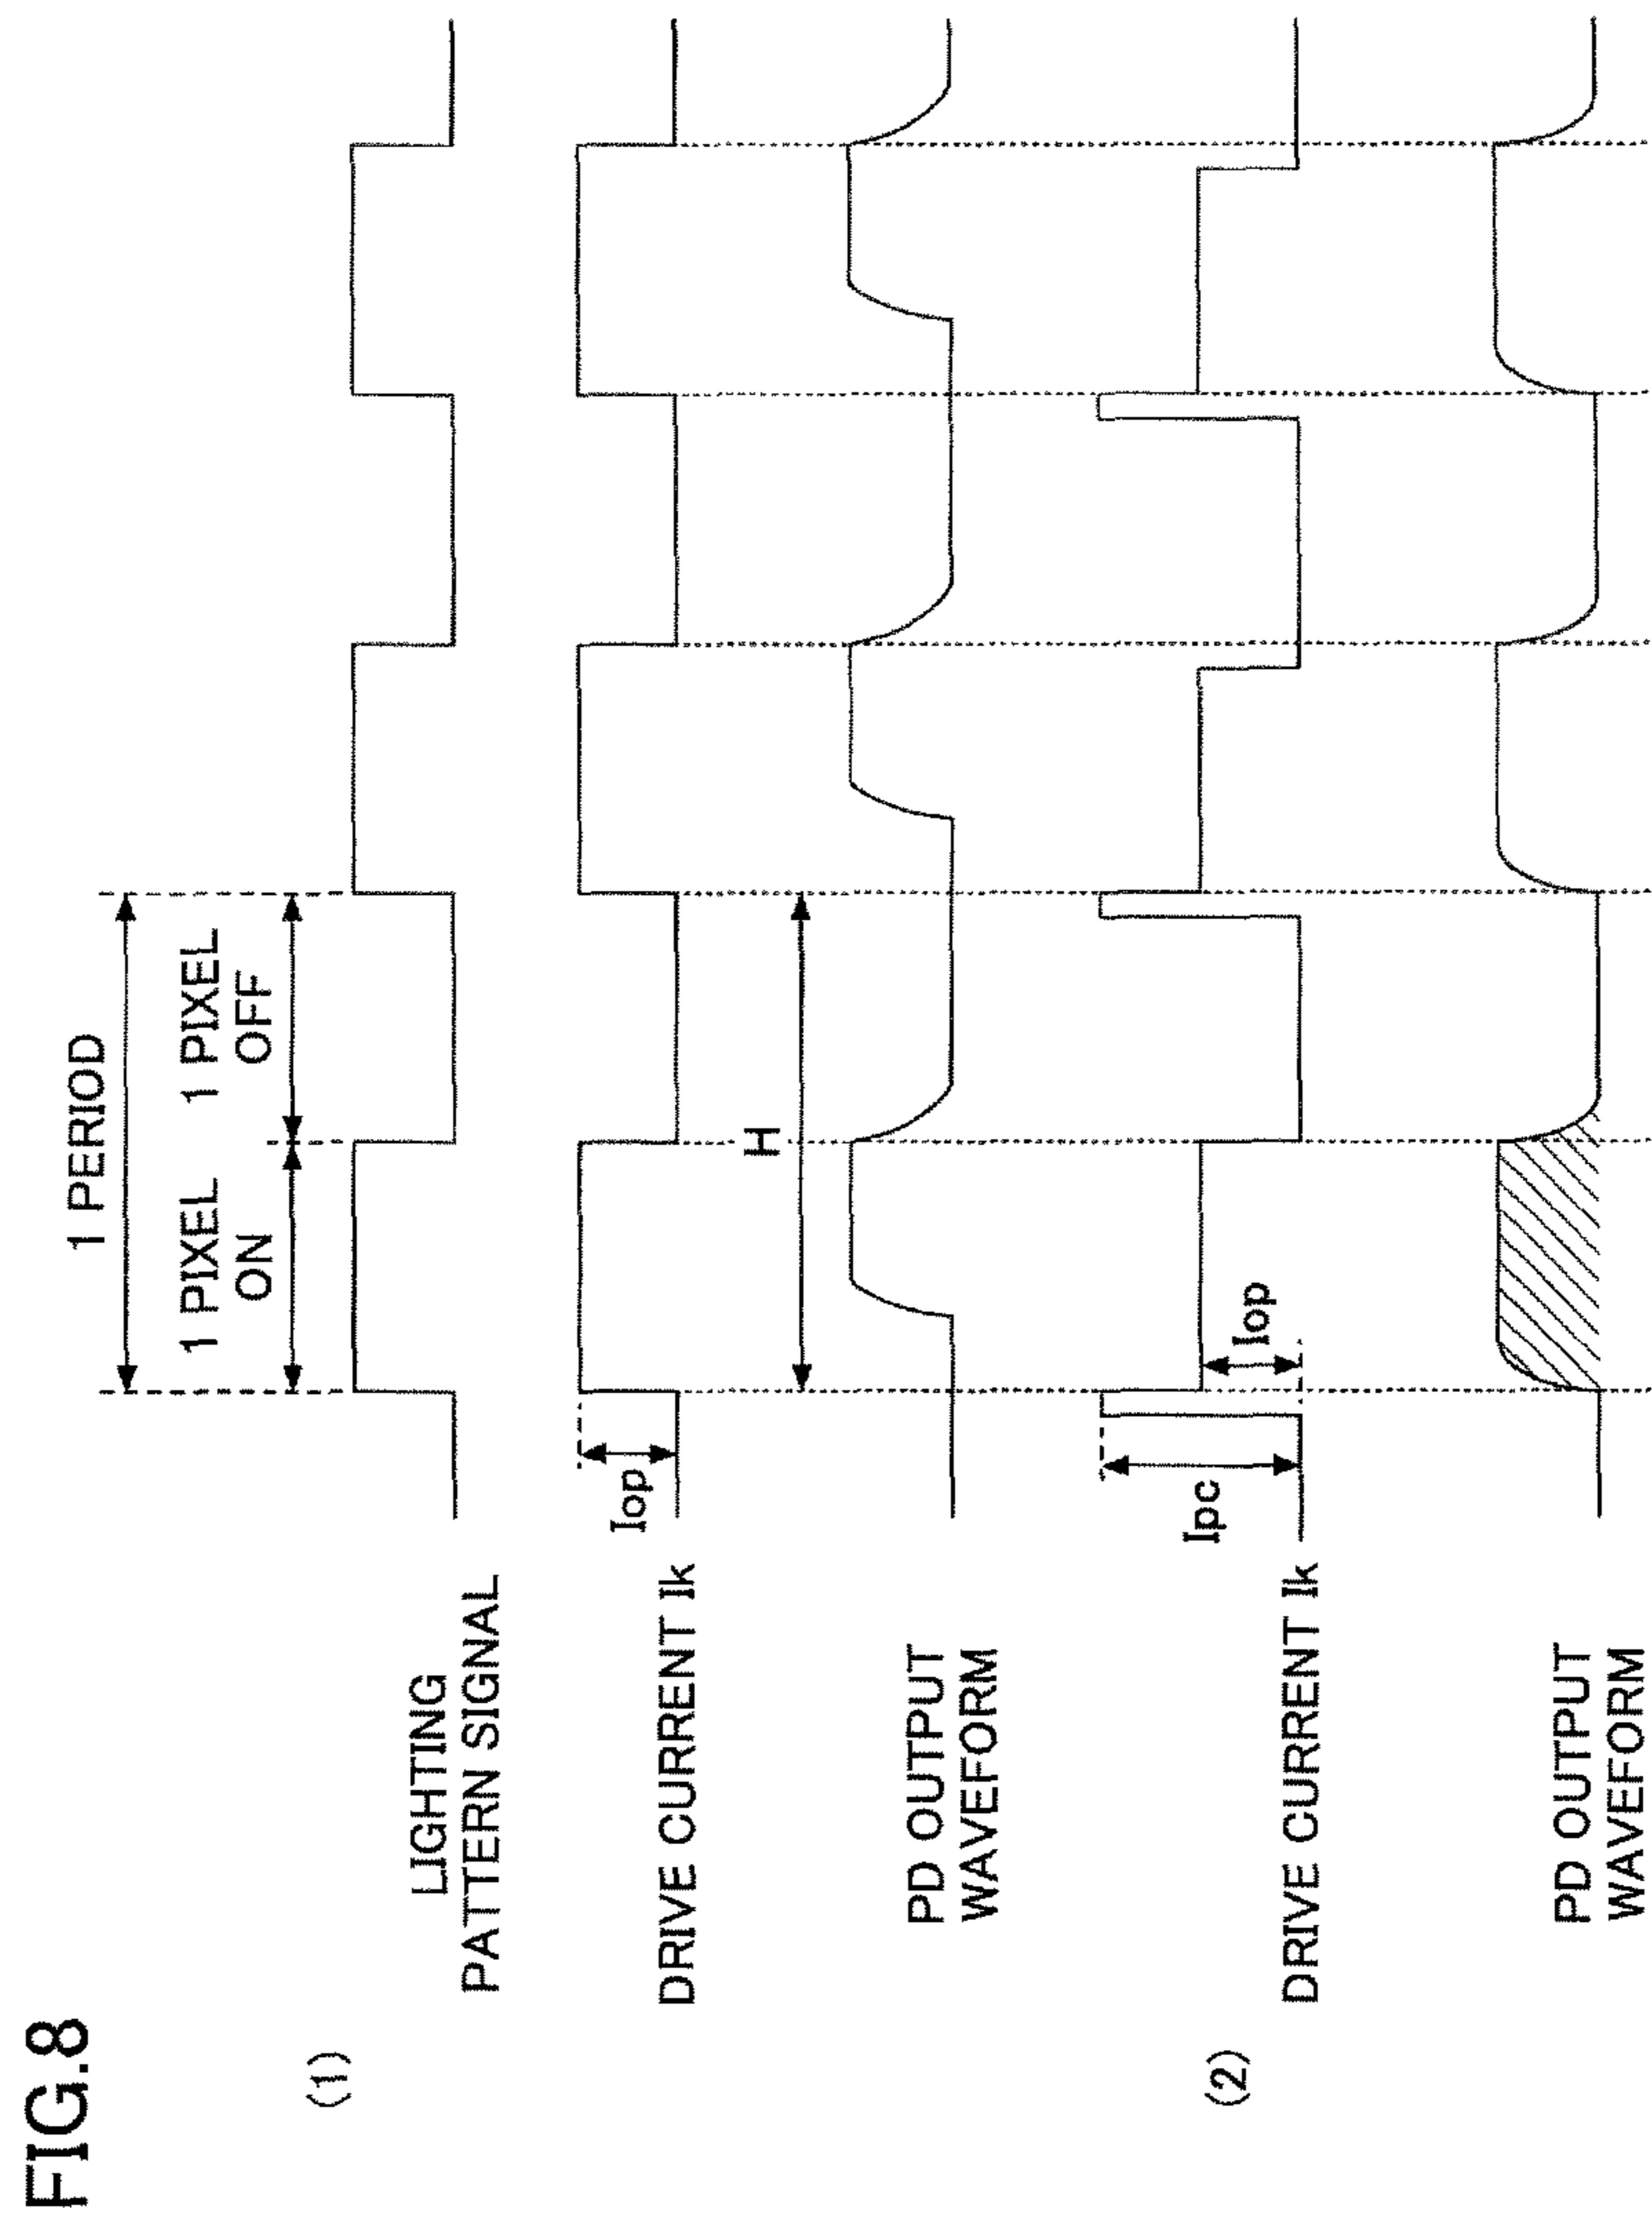 FIG.8
1 PERIOD
1 PIXEL
ON
1 PIXEL
OFF
(1)
LIGHTING
PATTERN SIGNAL
Iop
DRIVE CURRENT Ik
H
PD OUTPUT
WAVEFORM
(2)
Ipc
Iop
DRIVE CURRENT Ik
PD OUTPUT
WAVEFORM